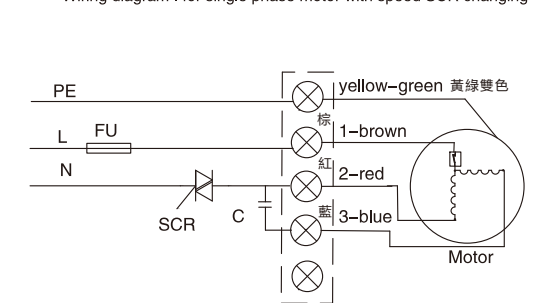 Wiring diagram : for single phase motor with speed SCR changing
PE
yellow-green 黃綠雙色
L
FU
棕
1-brown
N
紅
2-red
SCR
C
藍
3-blue
Motor